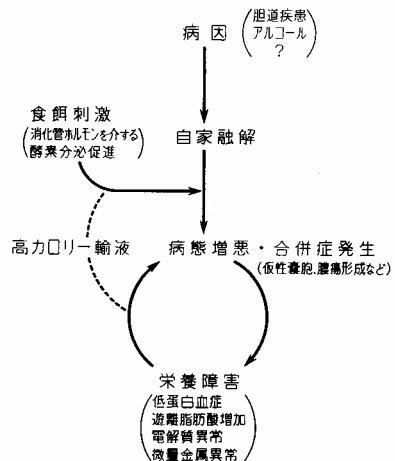 病因
胆道疾患
アルコール
?
食餌刺激
消化管ホルモンを介する
酵素分泌促進
自家融解
高カロリー輸液
病態増悪・合併症発生
(仮性嚢胞、膿瘍形成など)
栄養障害
低蛋白血症
遊離脂肪酸増加
電解質異常
微量金属異常